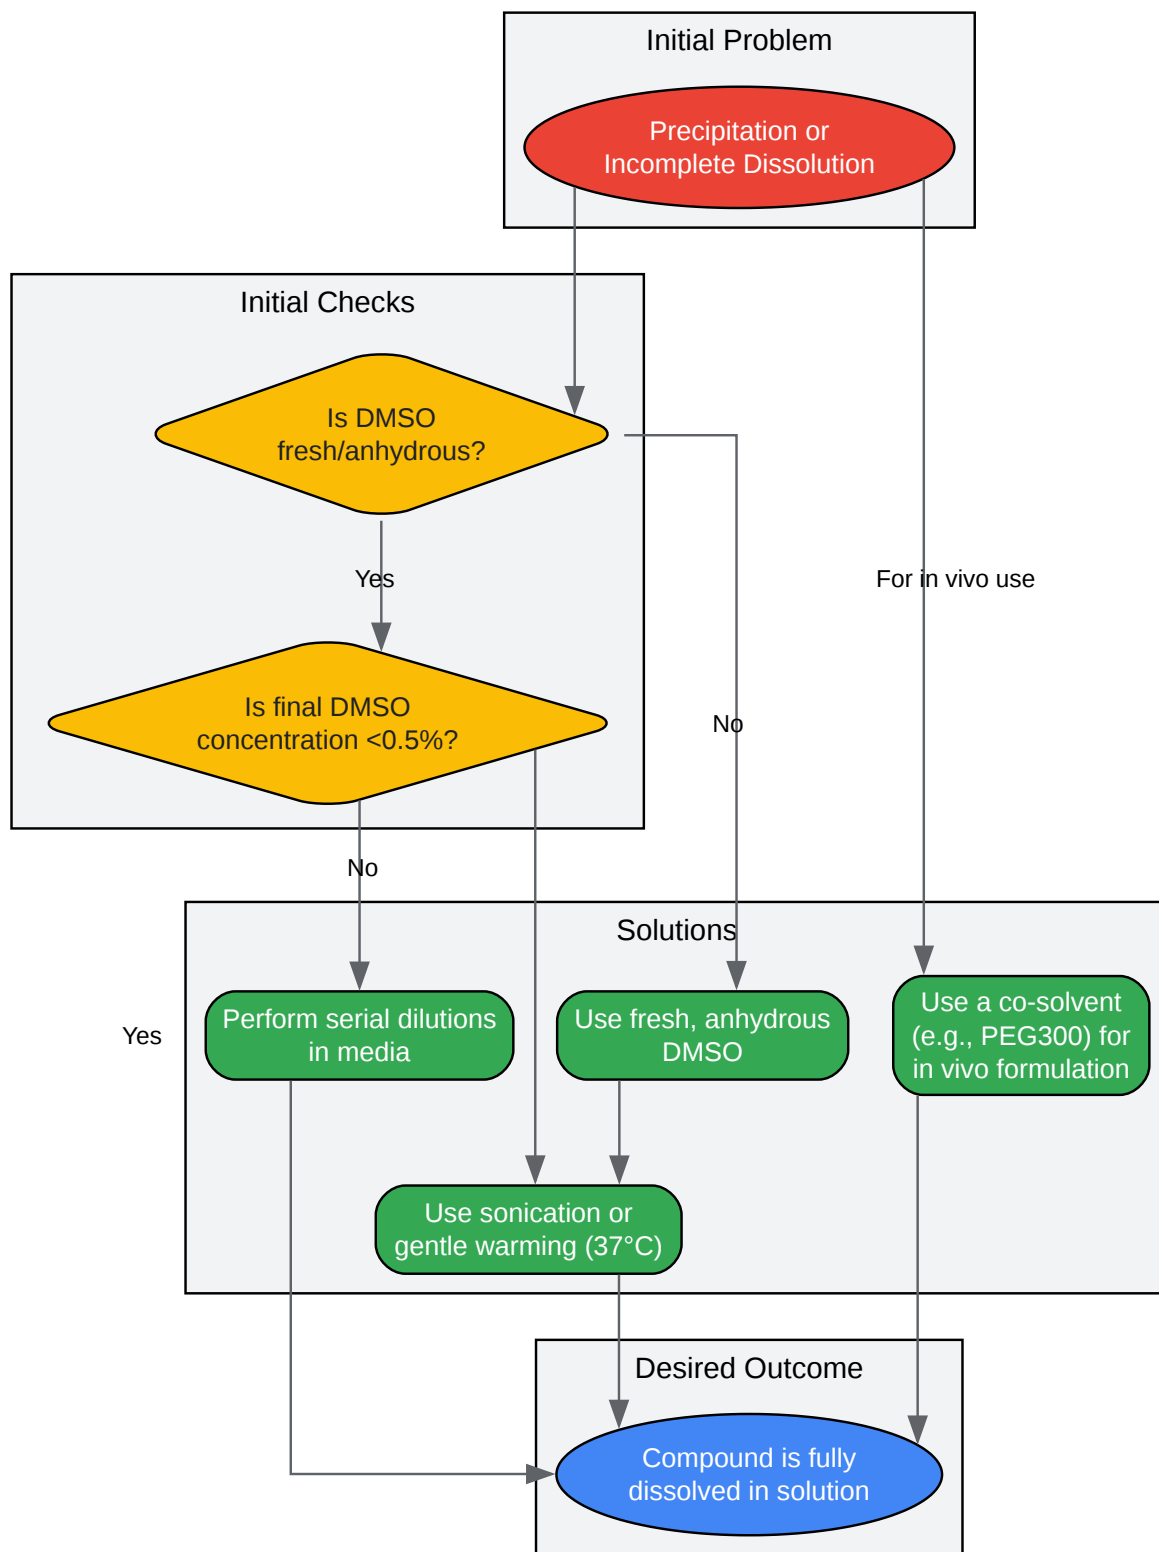 Initial Problem
Precipitation or
Incomplete Dissolution
Initial Checks
Is DMSO
fresh/anhydrous?
Yes
For in vivo use
Is final DMSO
concentration <0.5%?
No
No
Solutions
Perform serial dilutions
in media
Use fresh, anhydrous
DMSO
Use a co-solvent
(e.g., PEG300) for
in vivo formulation
Yes
Use sonication or
gentle warming (37°C)
Desired Outcome
Compound is fully
dissolved in solution